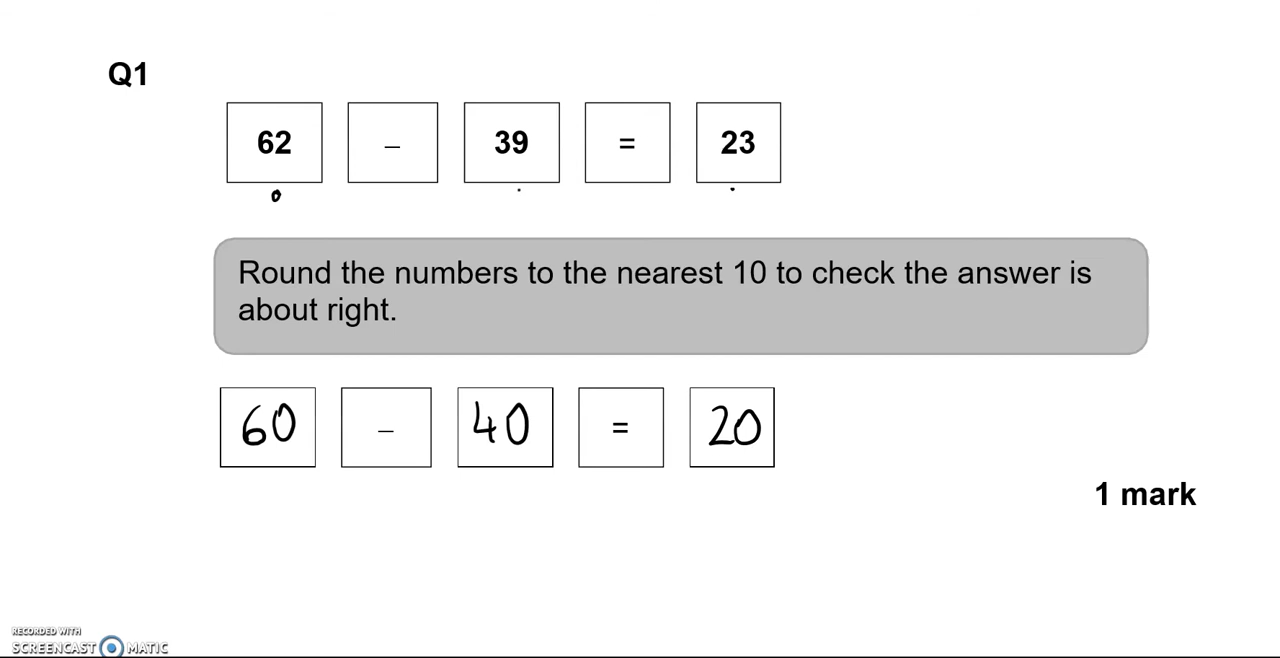 Q1
62 – 39 = 23
Round the numbers to the nearest 10 to check the answer is
about right.
60 – 40 = 20
1 mark
RECORDED WITH
SCREENCAST MATIC